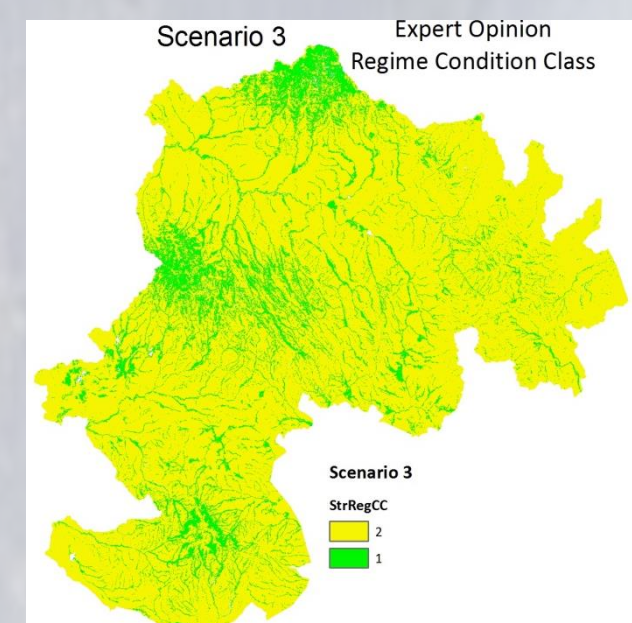 Scenario 3
Expert Opinion
Regime Condition Class
Scenario 3
StrRegCC
2
1